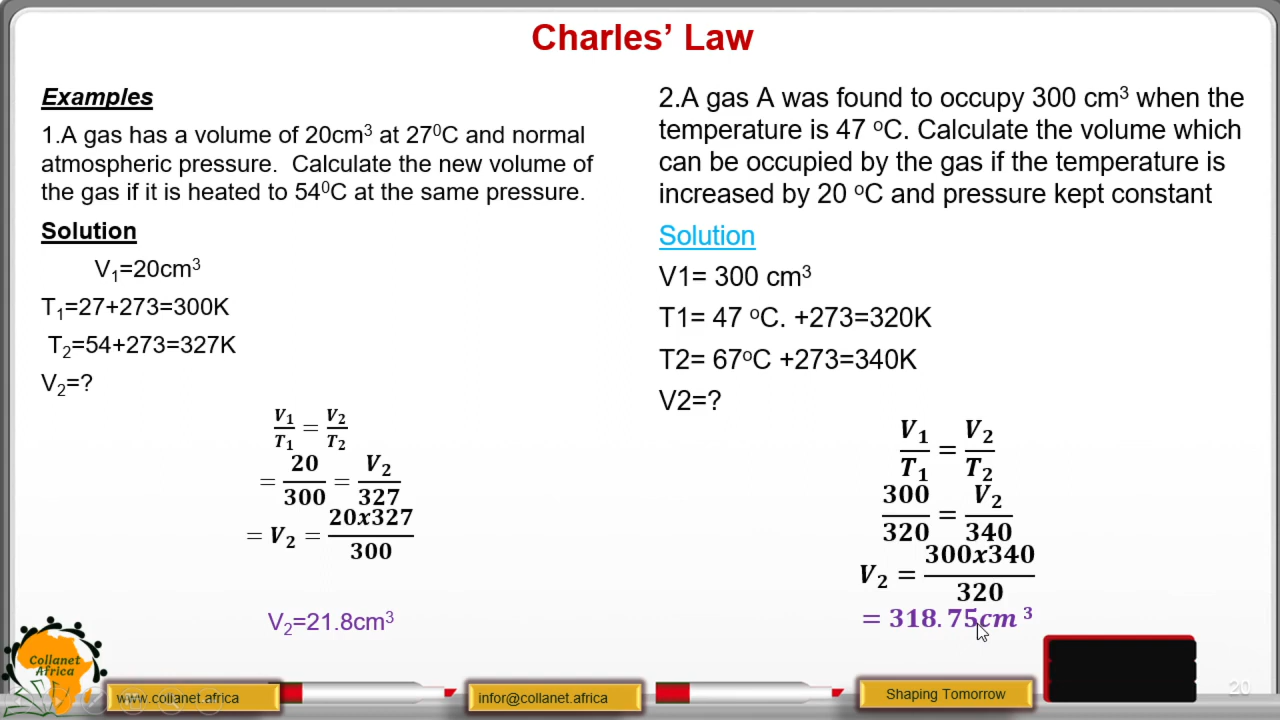 Charles’ Law
Examples
1.A gas has a volume of 20cm³ at 27⁰C and normal
atmospheric pressure. Calculate the new volume of
the gas if it is heated to 54⁰C at the same pressure.
Solution
V₁=20cm³
T₁=27+273=300K
T₂=54+273=327K
V₂=?
V₁/T₁ = V₂/T₂
= 20/300 = V₂/327
= V₂ = 20x327/300
V₂=21.8cm³
2.A gas A was found to occupy 300 cm³ when the
temperature is 47 ᵒC. Calculate the volume which
can be occupied by the gas if the temperature is
increased by 20 ᵒC and pressure kept constant
Solution
V1= 300 cm³
T1= 47 ᵒC. +273=320K
T2= 67ᵒC +273=340K
V2=?
V₁/T₁ = V₂/T₂
300/320 = V₂/340
V₂ = 300x340/320
= 318.75cm³
Collanet
Africa
www.collanet.africa
infor@collanet.africa
Shaping Tomorrow
20